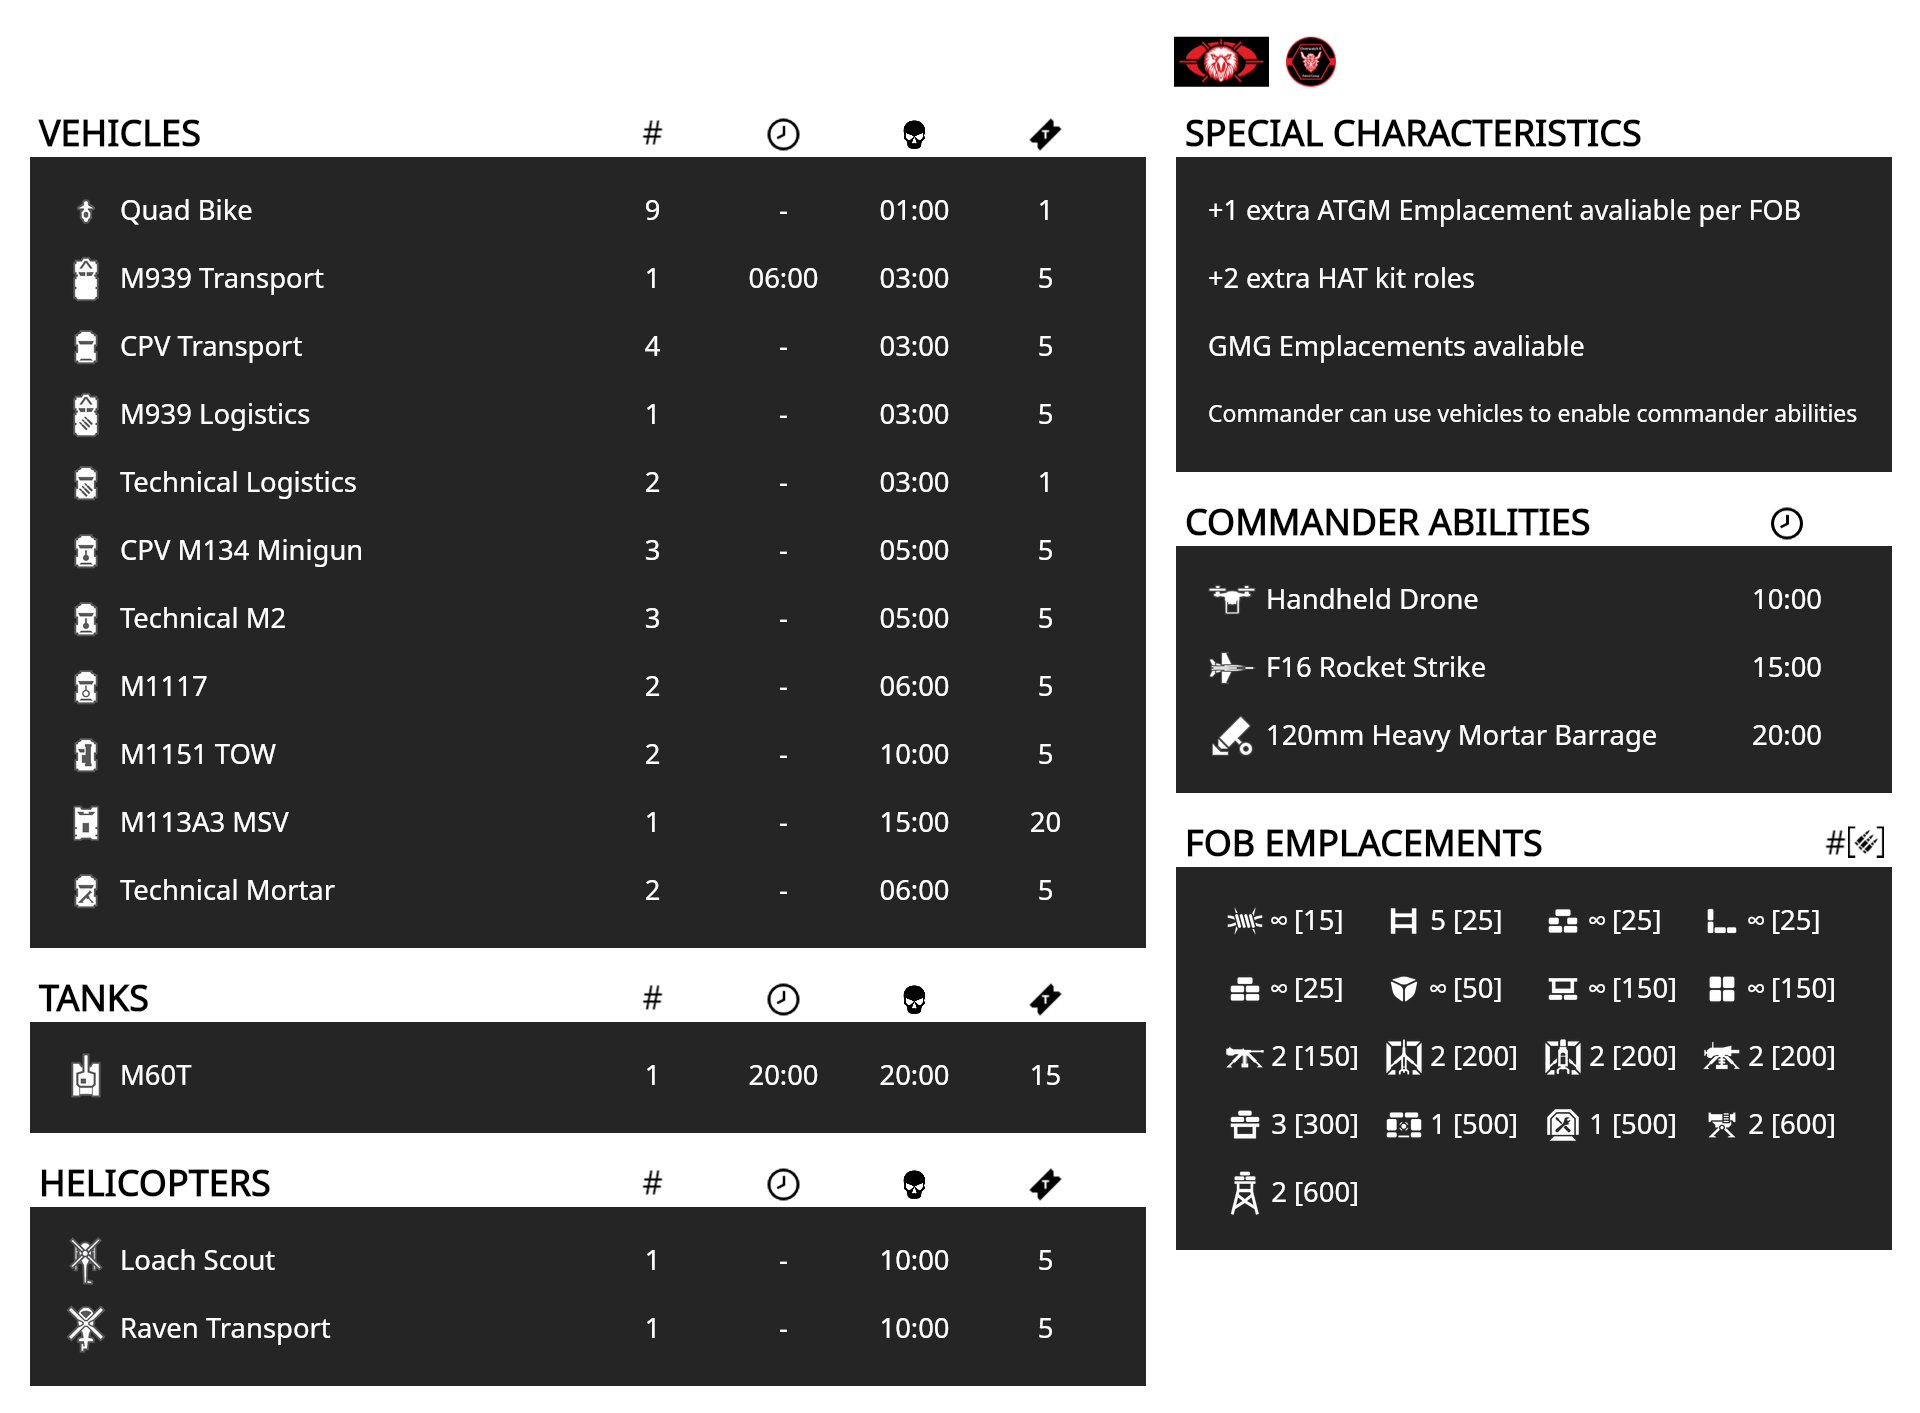 VEHICLES #
Quad Bike 9 - 01:00 1
M939 Transport 1 06:00 03:00 5
CPV Transport 4 - 03:00 5
M939 Logistics 1 - 03:00 5
Technical Logistics 2 - 03:00 1
CPV M134 Minigun 3 - 05:00 5
Technical M2 3 - 05:00 5
M1117 2 - 06:00 5
M1151 TOW 2 - 10:00 5
M113A3 MSV 1 - 15:00 20
Technical Mortar 2 - 06:00 5
TANKS #
M60T 1 20:00 20:00 15
HELICOPTERS #
Loach Scout 1 - 10:00 5
Raven Transport 1 - 10:00 5
SPECIAL CHARACTERISTICS
+1 extra ATGM Emplacement avaliable per FOB
+2 extra HAT kit roles
GMG Emplacements avaliable
Commander can use vehicles to enable commander abilities
COMMANDER ABILITIES
Handheld Drone 10:00
F16 Rocket Strike 15:00
120mm Heavy Mortar Barrage 20:00
FOB EMPLACEMENTS #[]
∞ [15] 5 [25] ∞ [25] ∞ [25]
∞ [25] ∞ [50] ∞ [150] ∞ [150]
2 [150] 2 [200] 2 [200] 2 [200]
3 [300] 1 [500] 1 [500] 2 [600]
2 [600]